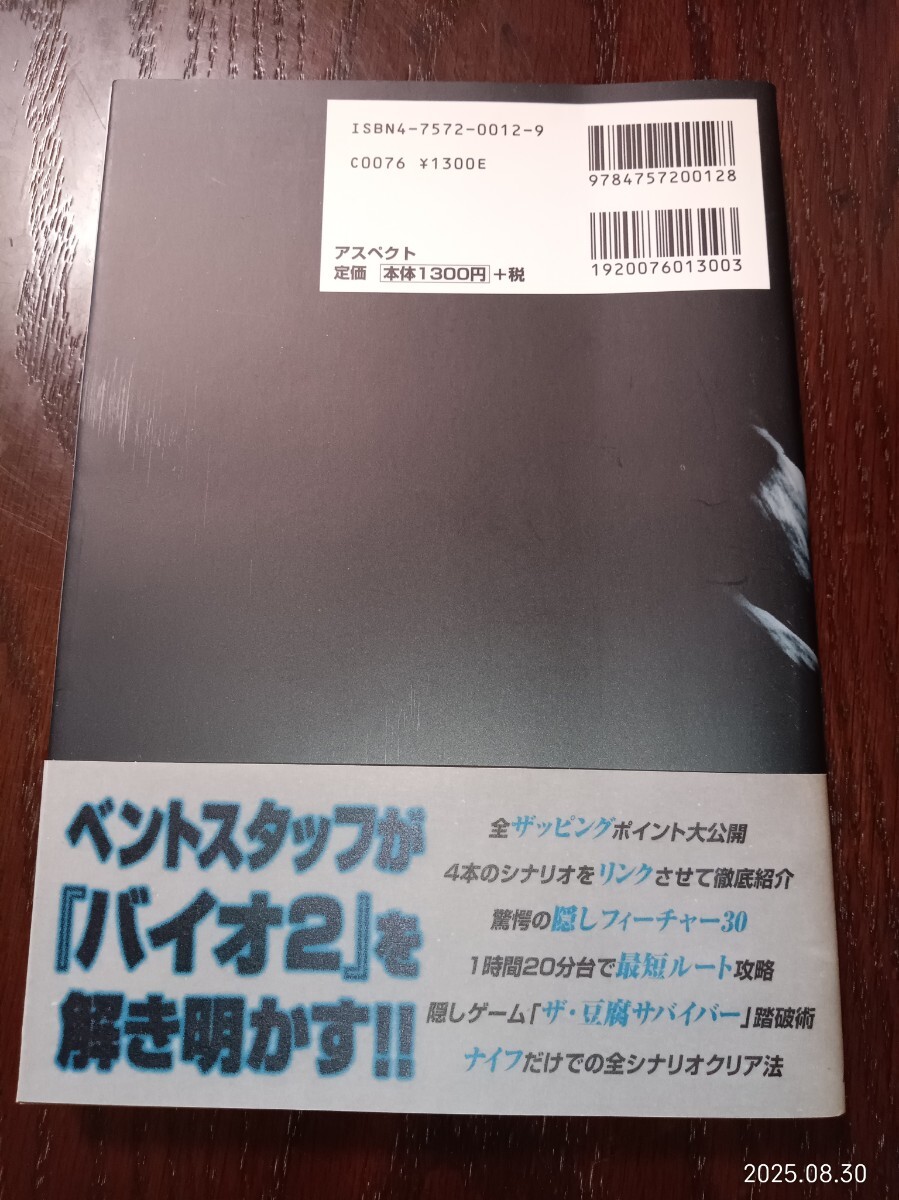 ISBN4-7572-0012-9
C0076 ¥1300E
9784757200128
1920076013003
アスペクト
定価 本体1300円+税
ベントスタッフが
『バイオ2』を
解き明かす!!
全ザッピングポイント大公開
4本のシナリオをリンクさせて徹底紹介
驚愕の隠しフィーチャー30
1時間20分台で最短ルート攻略
隠しゲーム「ザ・豆腐サバイバー」踏破術
ナイフだけでの全シナリオクリア法
2025.08.30